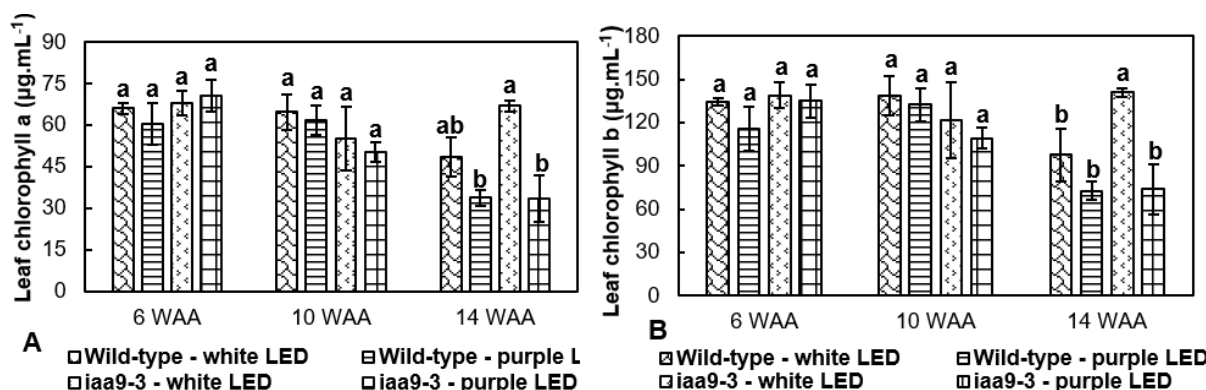 Leaf chlorophyll a (µg.mL⁻¹)
90
75
60
45
30
15
0
a a a a
a a a a
ab b a b
6 WAA 10 WAA 14 WAA
A
Wild-type - white LED Wild-type - purple L
iaa9-3 - white LED iaa9-3 - purple LED
Leaf chlorophyll b (µg.mL⁻¹)
180
150
120
90
60
30
0
a a a a
a a a a
b b a b
6 WAA 10 WAA 14 WAA
B
Wild-type - white LED Wild-type - purple LED
iaa9-3 - white LED iaa9-3 - purple LED